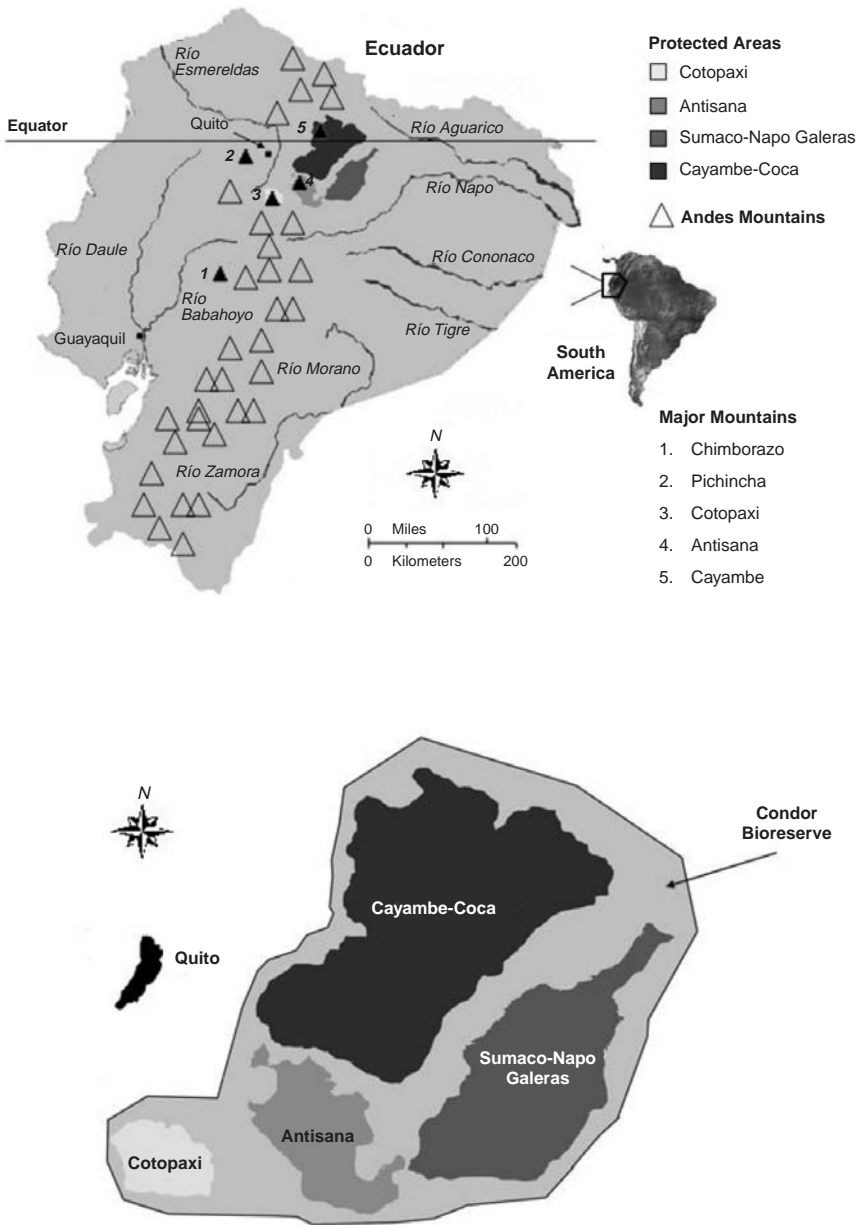 Ecuador
Río
Esmereldas
Equator
Quito
5
2
4
3
Río Aguarico
Río Napo
Río Daule
Río Cononaco
1
Río
Babahoyo
Río Tigre
Guayaquil
Río Morano
Río Zamora
N
0 Miles 100
0 Kilometers 200
Protected Areas
Cotopaxi
Antisana
Sumaco-Napo Galeras
Cayambe-Coca
Andes Mountains
South
America
Major Mountains
1. Chimborazo
2. Pichincha
3. Cotopaxi
4. Antisana
5. Cayambe
N
Quito
Condor
Bioreserve
Cayambe-Coca
Sumaco-Napo
Galeras
Antisana
Cotopaxi